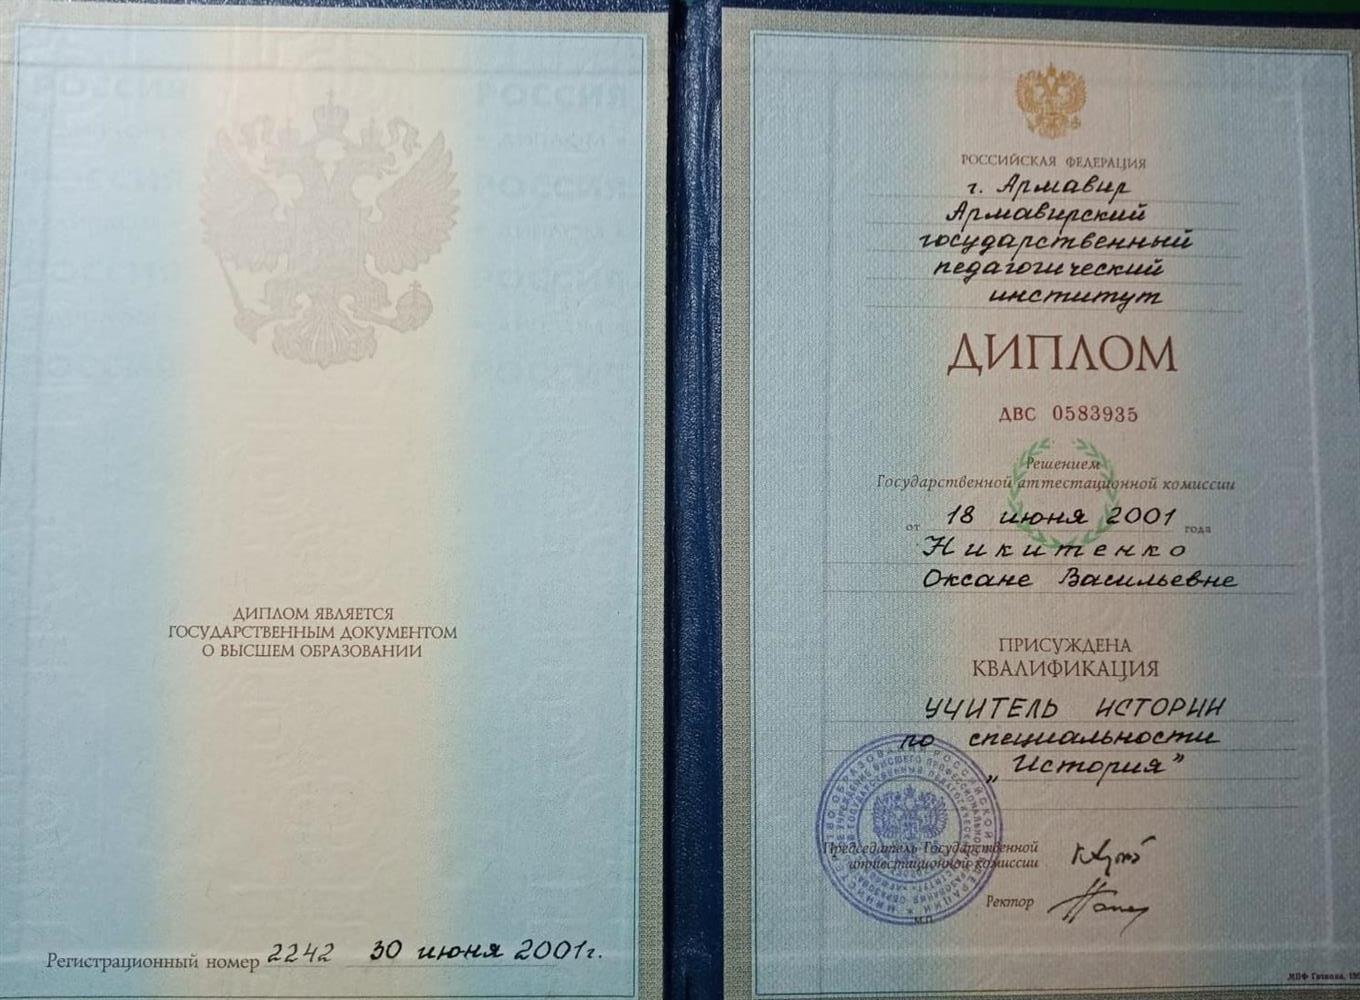 ДИПЛОМ ЯВЛЯЕТСЯ
ГОСУДАРСТВЕННЫМ ДОКУМЕНТОМ
О ВЫСШЕМ ОБРАЗОВАНИИ
Регистрационный номер 2242 30 июня 2001г.
РОССИЙСКАЯ ФЕДЕРАЦИЯ
г. Армавир
Армавирский
государственный
педагогический
институт
ДИПЛОМ
ДВС 0583935
Решением
Государственной аттестационной комиссии
от 18 июня 2001 года
Никитенко
Оксане Васильевне
ПРИСУЖДЕНА
КВАЛИФИКАЦИЯ
УЧИТЕЛЬ ИСТОРИИ
по специальности
„История"
Председатель Государственной
аттестационной комиссии
Ректор
М.П.